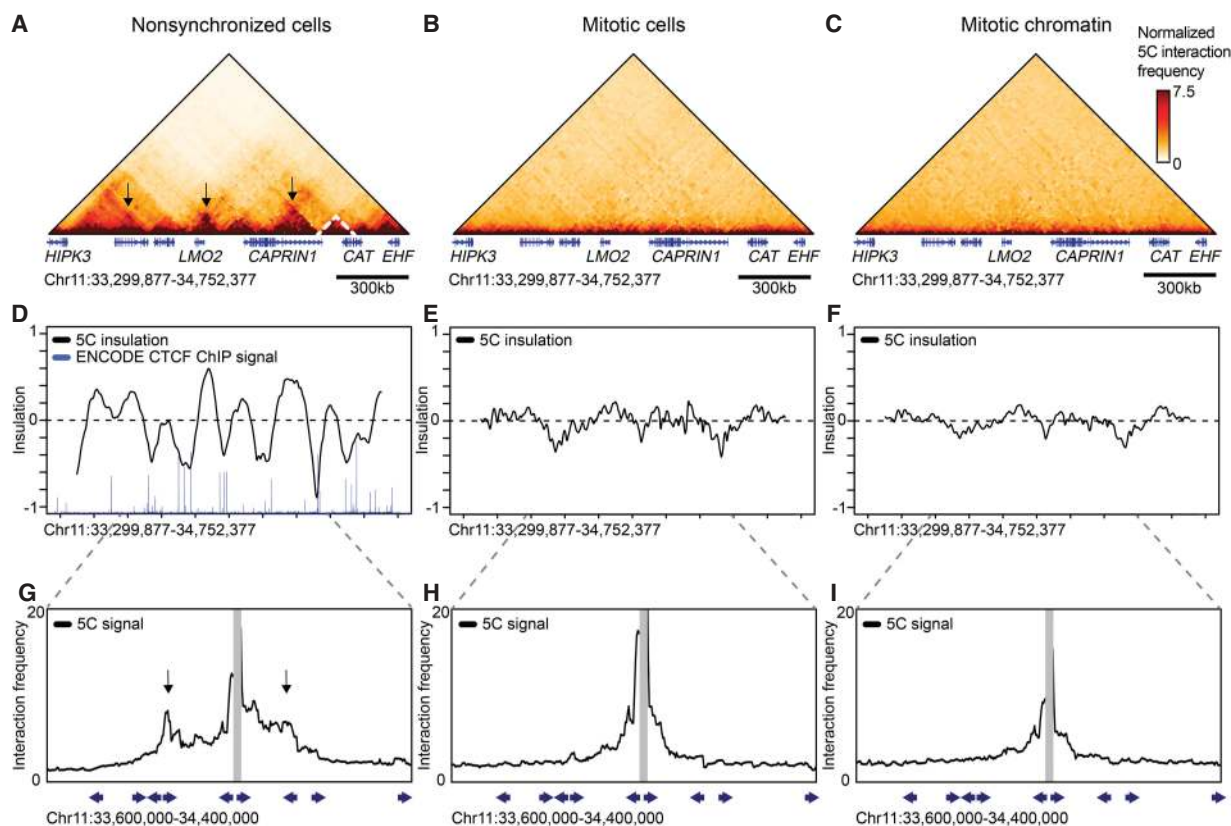 A Nonsynchronized cells
B Mitotic cells
C Mitotic chromatin
Normalized
5C interaction
frequency
7.5
0
HIPK3 LMO2 CAPRIN1 CAT EHF
Chr11:33,299,877-34,752,377
300kb
HIPK3 LMO2 CAPRIN1 CAT EHF
Chr11:33,299,877-34,752,377
300kb
HIPK3 LMO2 CAPRIN1 CAT EHF
Chr11:33,299,877-34,752,377
300kb
D
Insulation
1
0
-1
5C insulation
ENCODE CTCF ChIP signal
Chr11:33,299,877-34,752,377
E
Insulation
1
0
-1
5C insulation
Chr11:33,299,877-34,752,377
F
Insulation
1
0
-1
5C insulation
Chr11:33,299,877-34,752,377
G
Interaction frequency
20
0
5C signal
Chr11:33,600,000-34,400,000
H
Interaction frequency
20
0
5C signal
Chr11:33,600,000-34,400,000
I
Interaction frequency
20
0
5C signal
Chr11:33,600,000-34,400,000